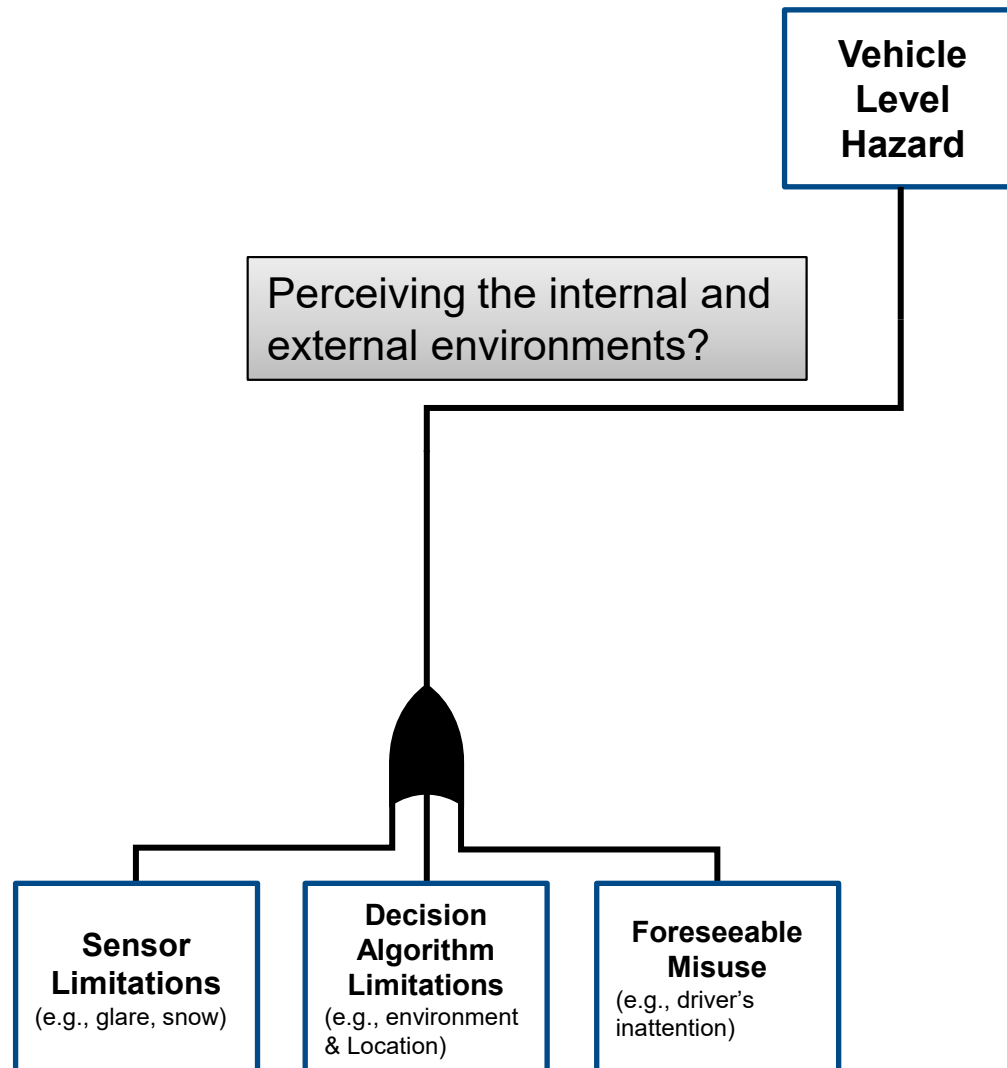 Vehicle
Level
Hazard
Perceiving the internal and
external environments?
Sensor
Limitations
(e.g., glare, snow)
Decision
Algorithm
Limitations
(e.g., environment
& Location)
Foreseeable
Misuse
(e.g., driver’s
inattention)